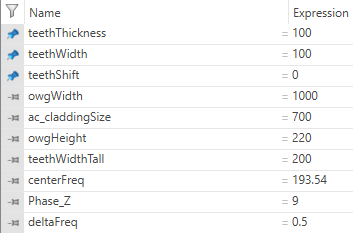 Name Expression
teethThickness = 100
teethWidth = 100
teethShift = 0
owgWidth = 1000
ac_claddingSize = 700
owgHeight = 220
teethWidthTall = 200
centerFreq = 193.54
Phase_Z = 9
deltaFreq = 0.5